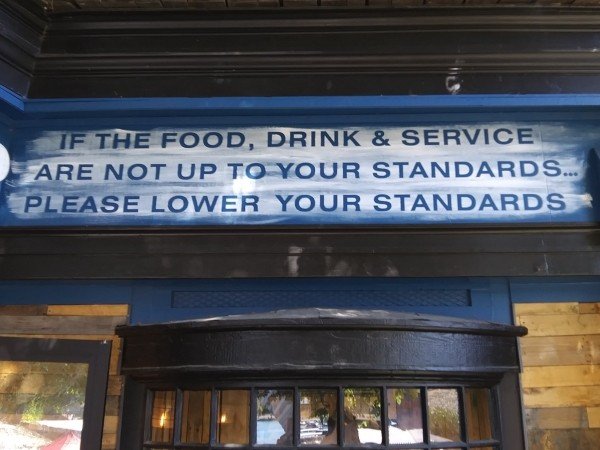 IF THE FOOD, DRINK & SERVICE
ARE NOT UP TO YOUR STANDARDS...
PLEASE LOWER YOUR STANDARDS